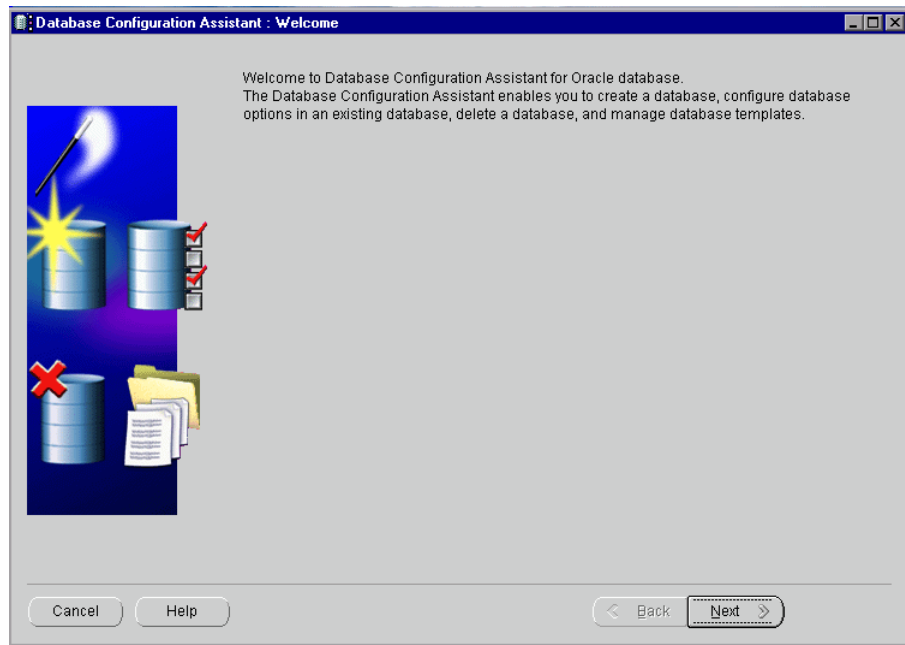 Database Configuration Assistant : Welcome
Welcome to Database Configuration Assistant for Oracle database.
The Database Configuration Assistant enables you to create a database, configure database
options in an existing database, delete a database, and manage database templates.
Cancel
Help
Back
Next